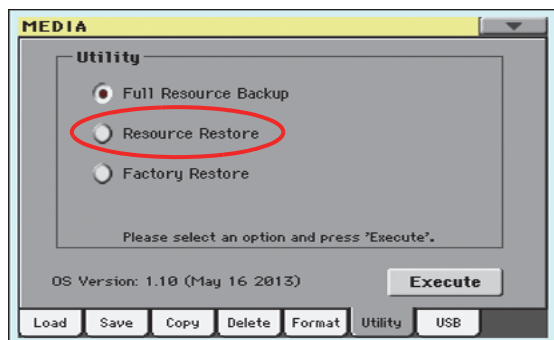 MEDIA
Utility
Full Resource Backup
Resource Restore
Factory Restore
Please select an option and press 'Execute'.
OS Version: 1.10 (May 16 2013)
Execute
Load Save Copy Delete Format Utility USB